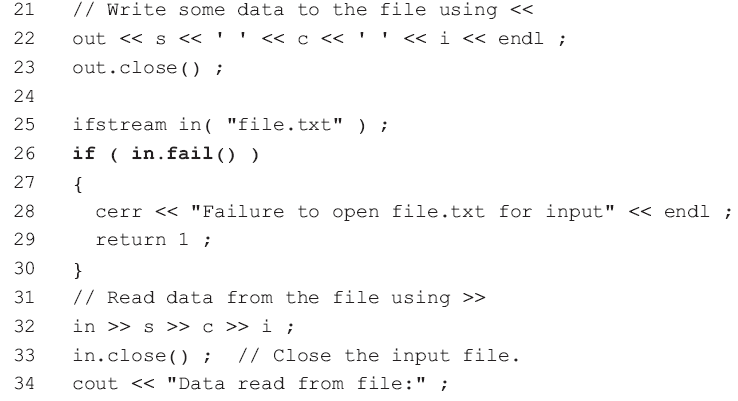 21 // Write some data to the file using <<
22 out << s << ' ' << c << ' ' << i << endl ;
23 out.close() ;
24
25 ifstream in( "file.txt" ) ;
26 if ( in.fail() )
27 {
28 cerr << "Failure to open file.txt for input" << endl ;
29 return 1 ;
30 }
31 // Read data from the file using >>
32 in >> s >> c >> i ;
33 in.close() ; // Close the input file.
34 cout << "Data read from file:" ;